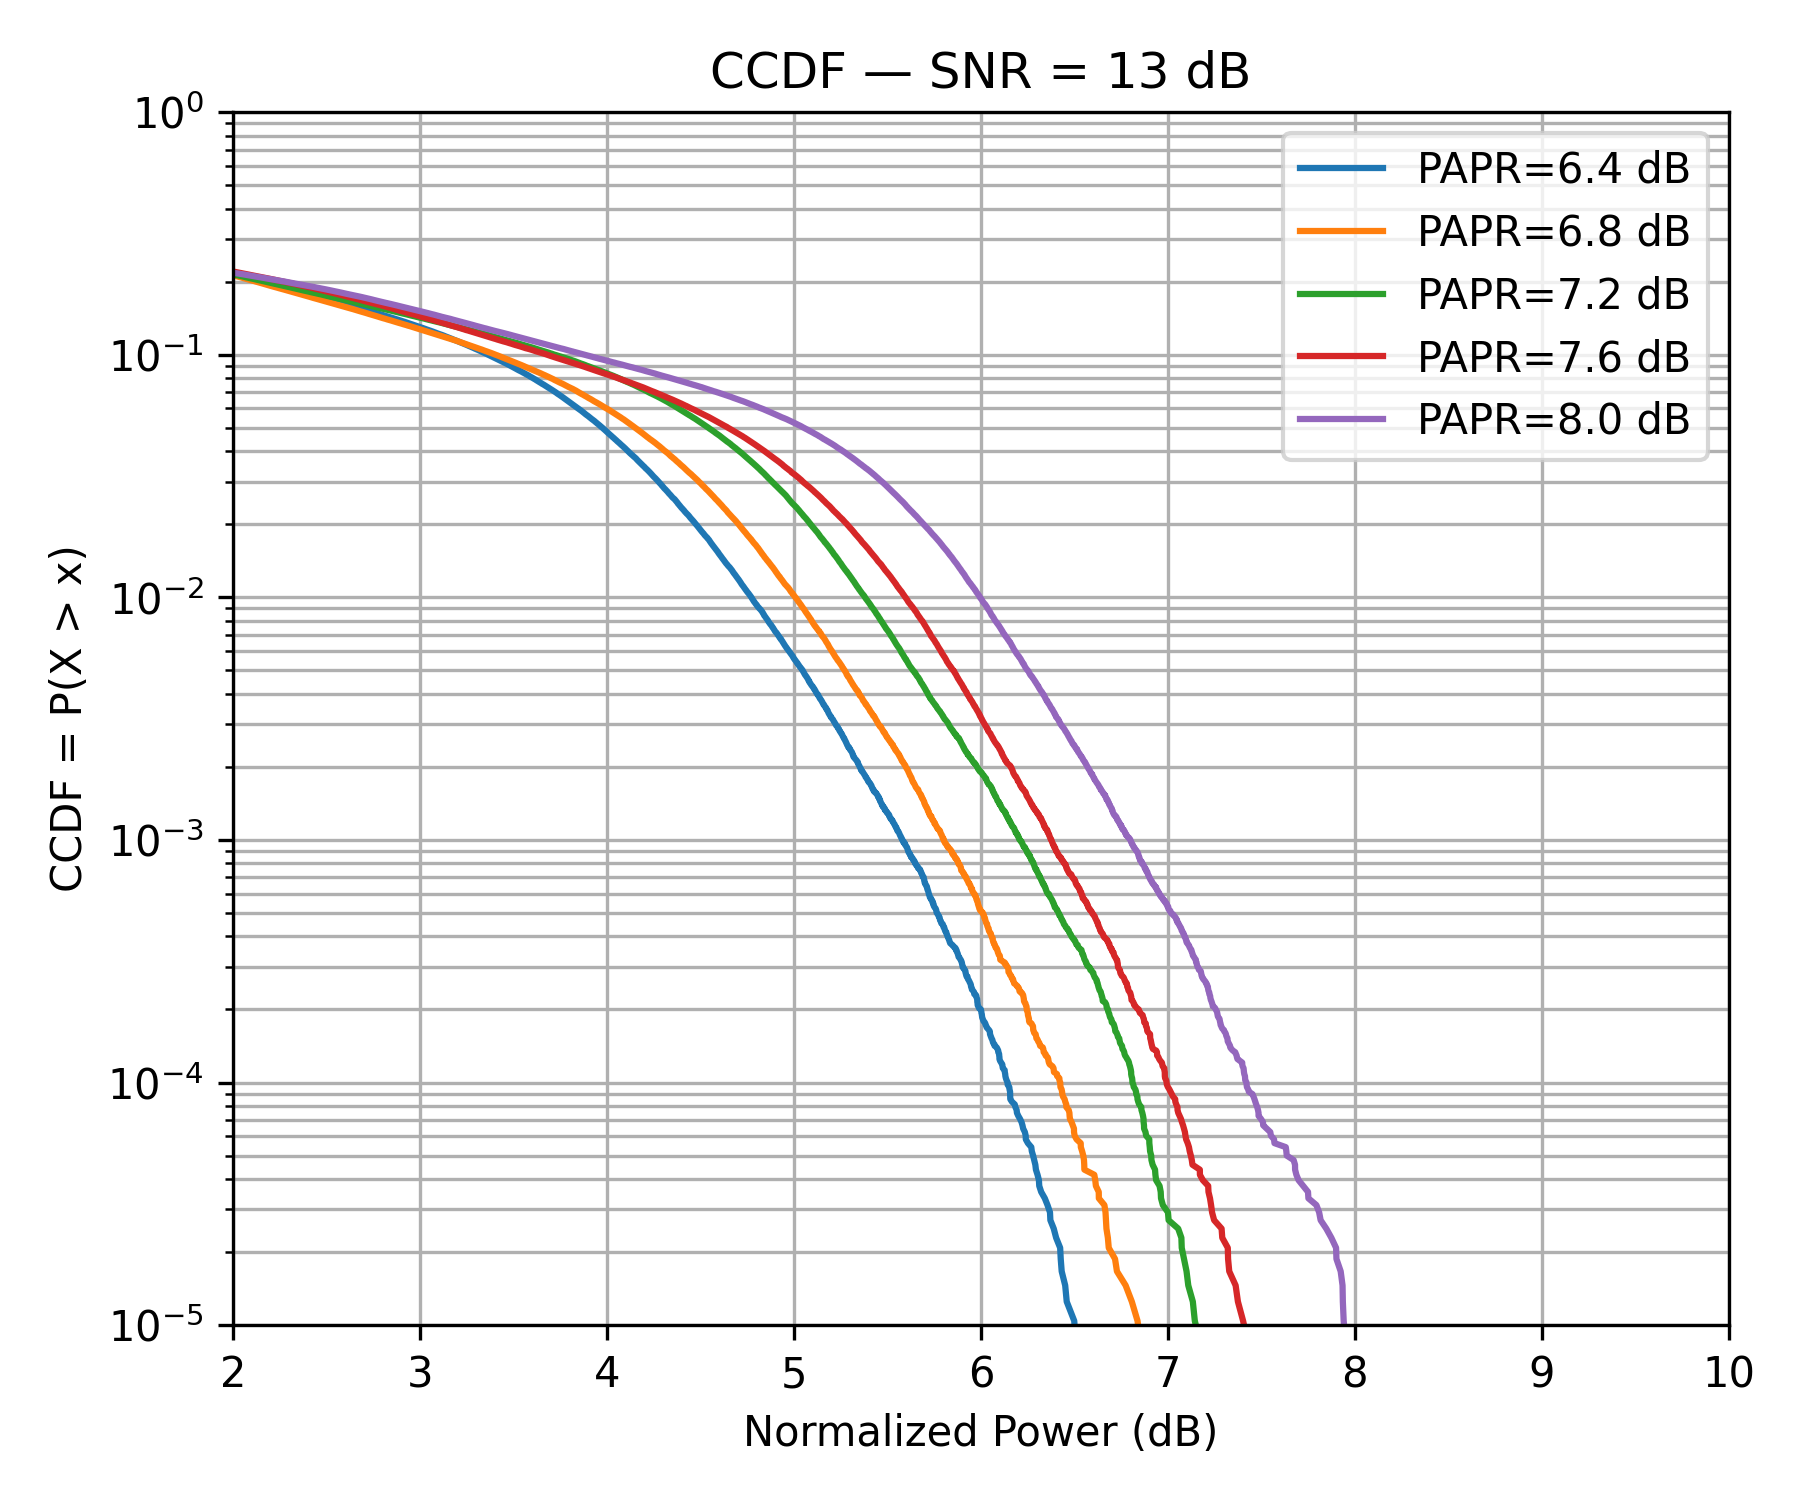 CCDF — SNR = 13 dB
10⁰
10⁻¹
10⁻²
10⁻³
10⁻⁴
10⁻⁵
CCDF = P(X > x)
PAPR=6.4 dB
PAPR=6.8 dB
PAPR=7.2 dB
PAPR=7.6 dB
PAPR=8.0 dB
2 3 4 5 6 7 8 9 10
Normalized Power (dB)